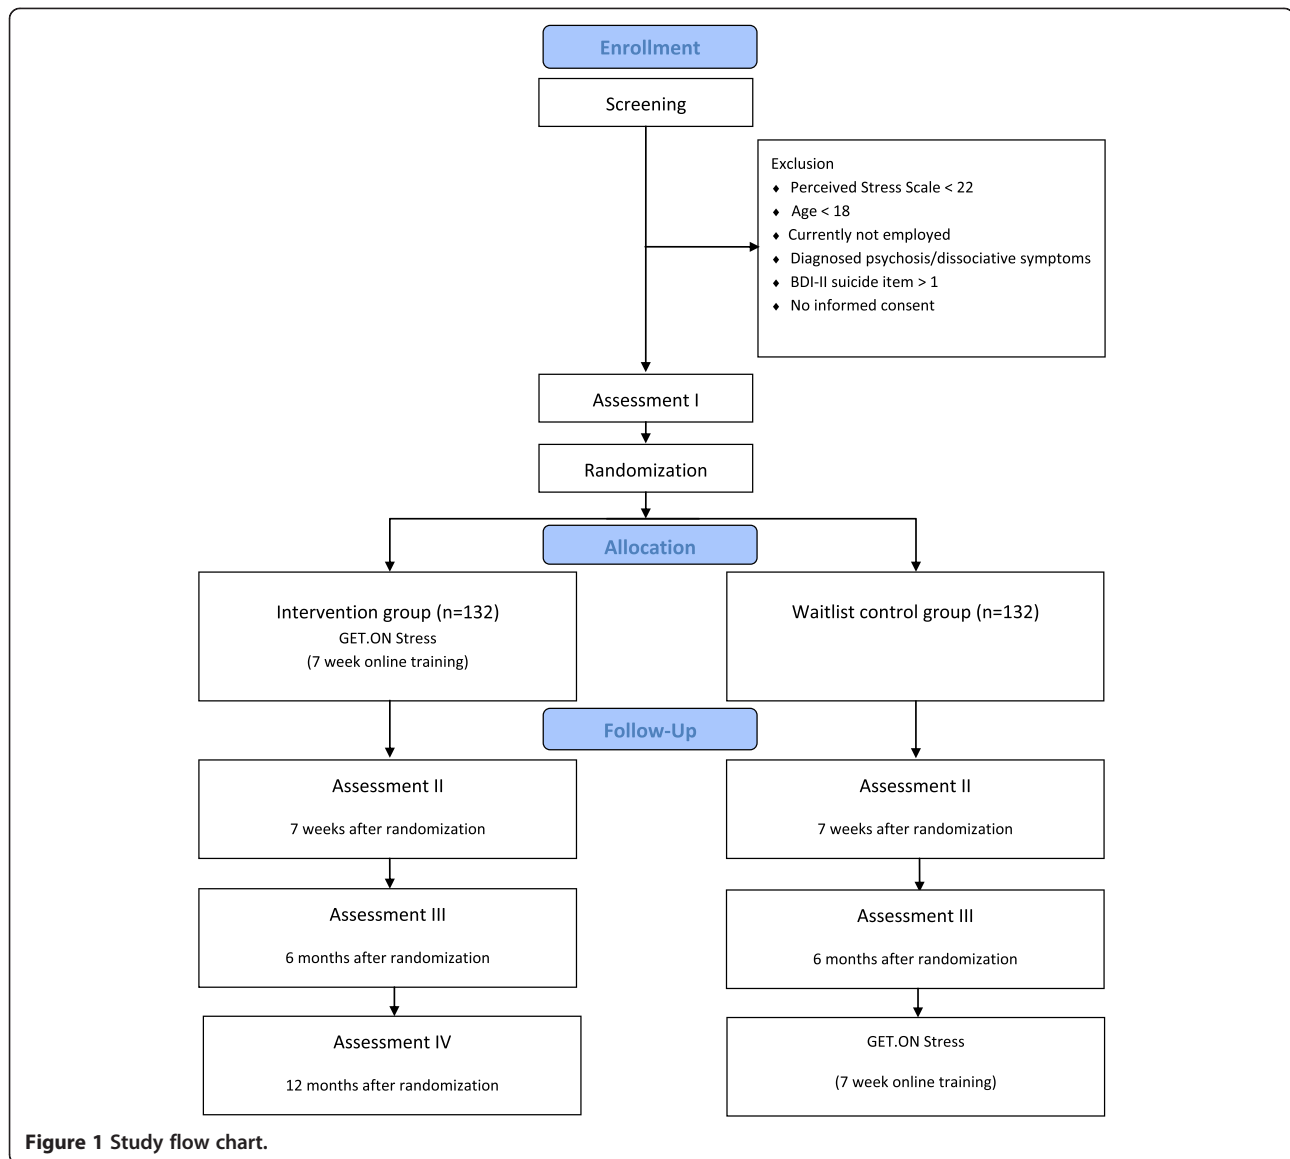 Enrollment
Screening
Exclusion
♦ Perceived Stress Scale < 22
♦ Age < 18
♦ Currently not employed
♦ Diagnosed psychosis/dissociative symptoms
♦ BDI-II suicide item > 1
♦ No informed consent
Assessment I
Randomization
Allocation
Intervention group (n=132)
GET.ON Stress
(7 week online training)
Waitlist control group (n=132)
Follow-Up
Assessment II
7 weeks after randomization
Assessment II
7 weeks after randomization
Assessment III
6 months after randomization
Assessment III
6 months after randomization
Assessment IV
12 months after randomization
GET.ON Stress
(7 week online training)
Figure 1 Study flow chart.